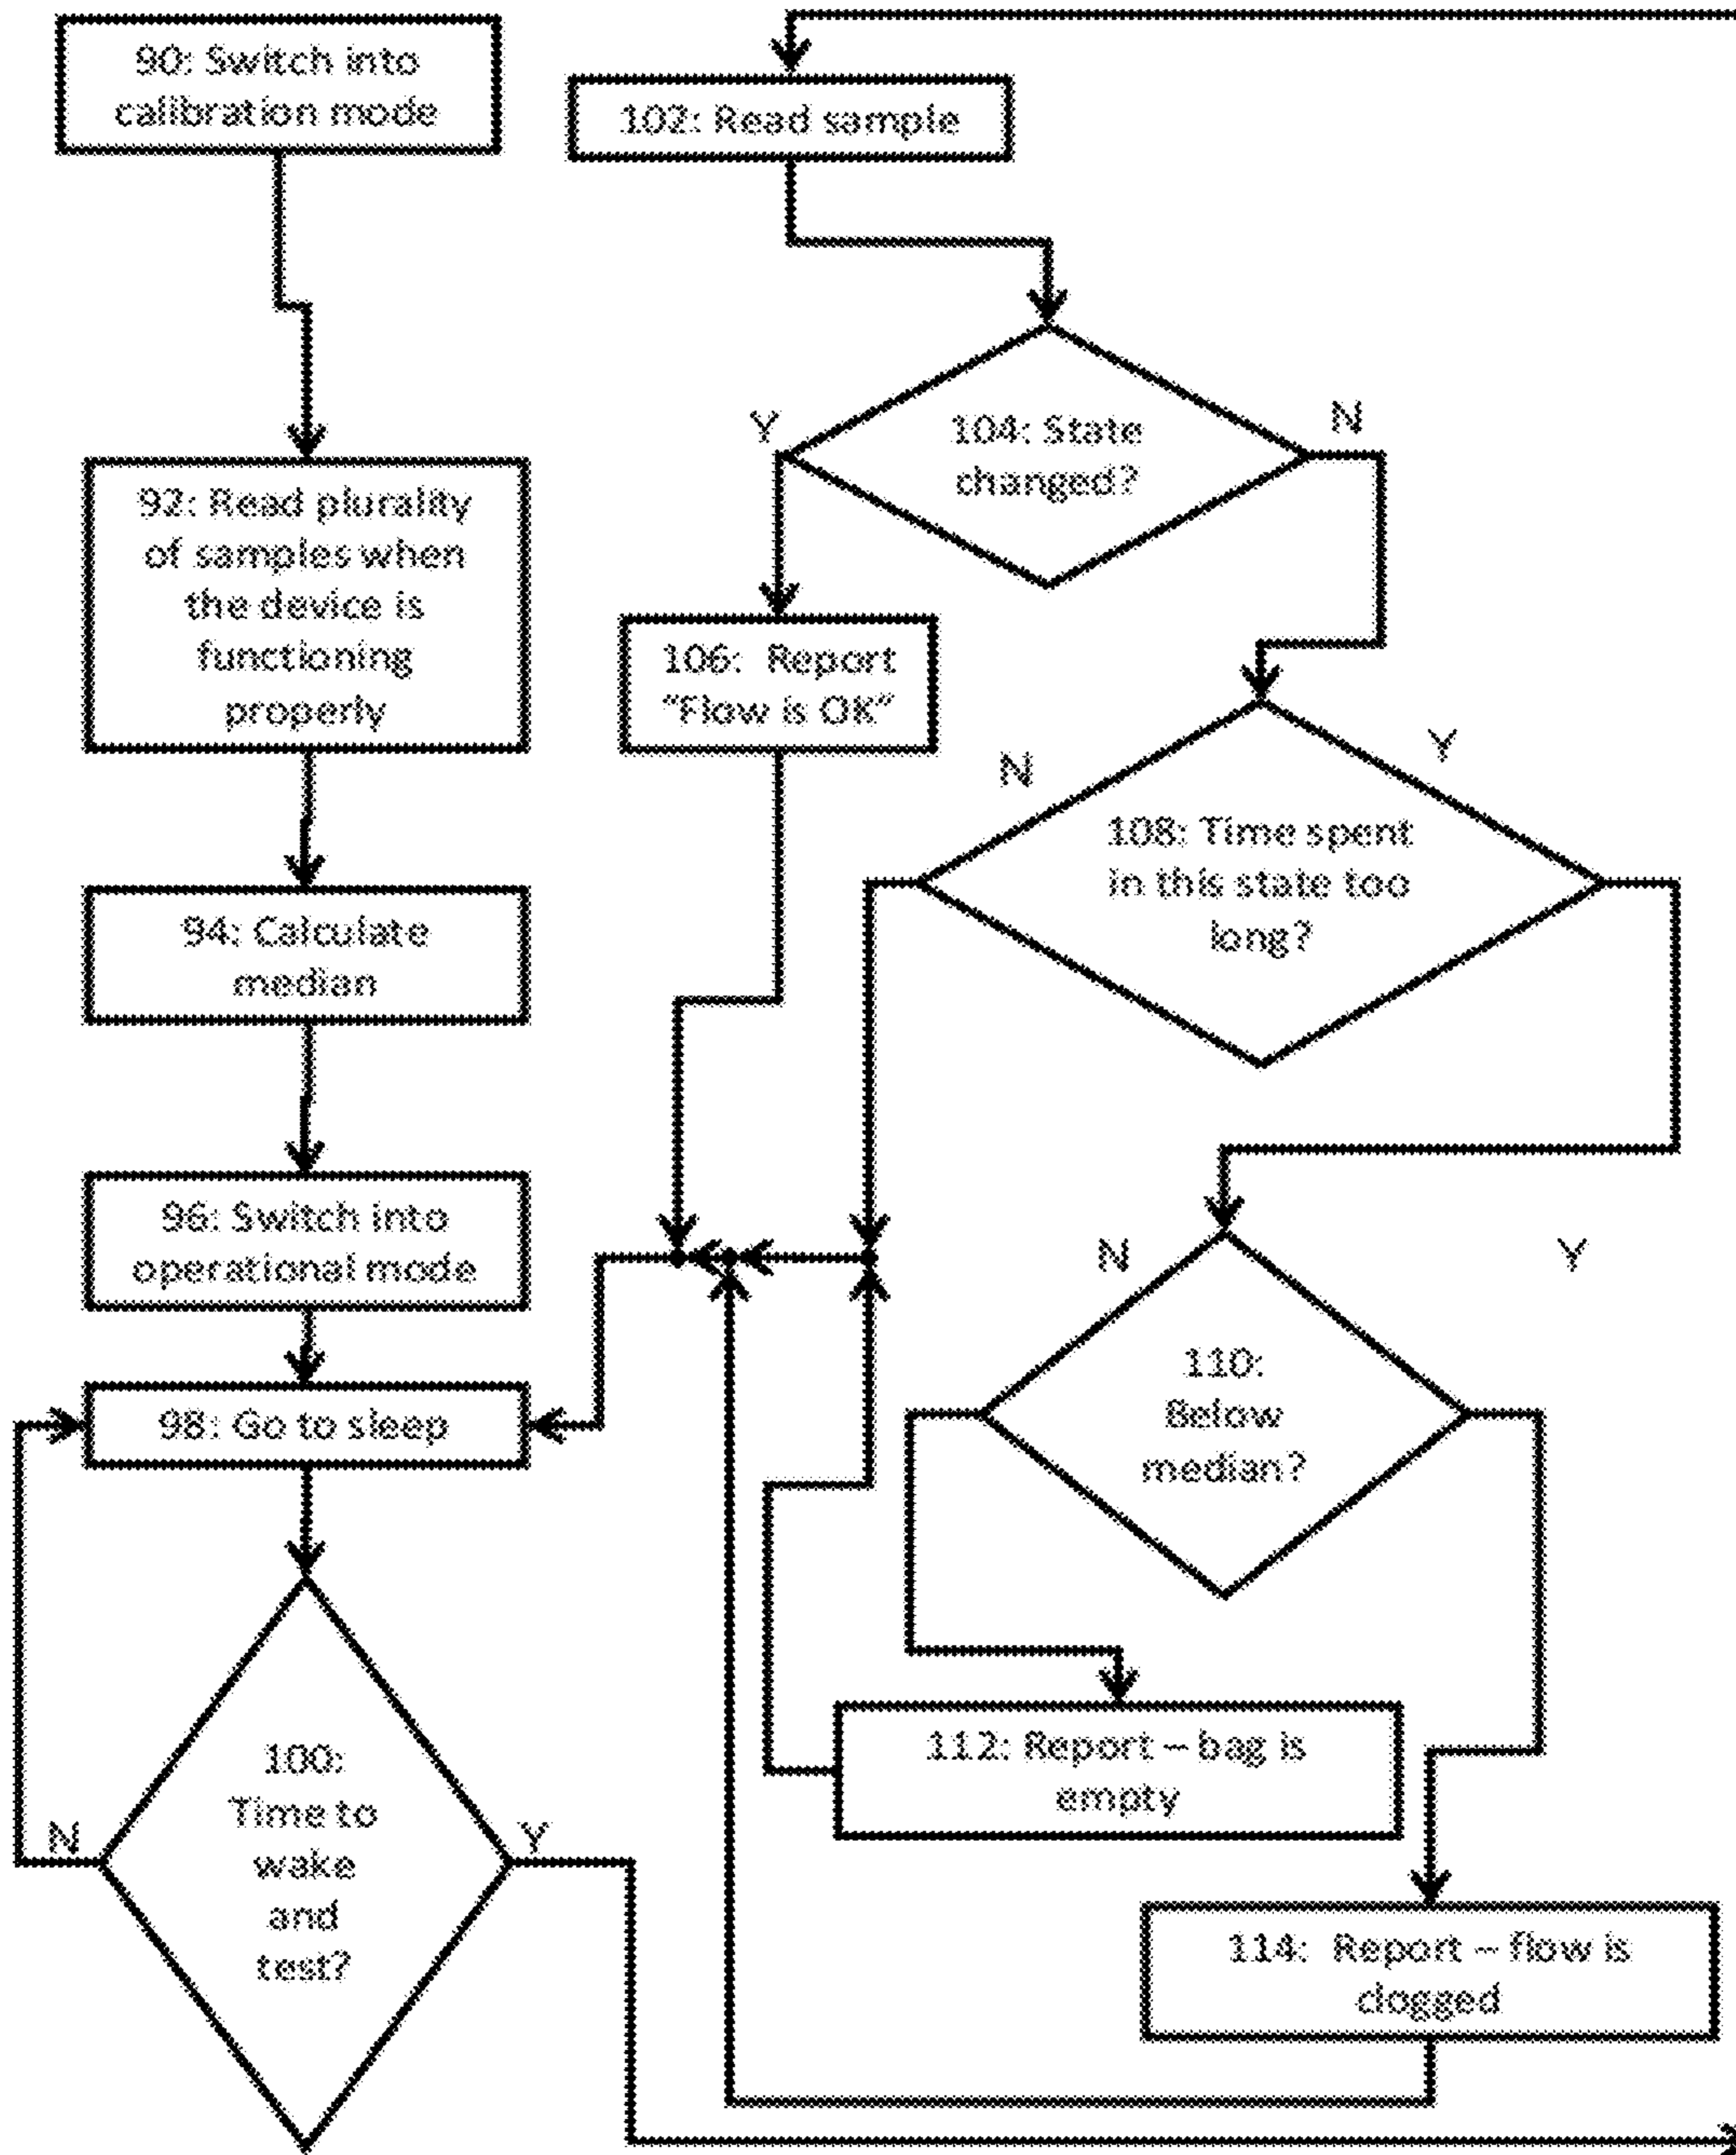 90: Switch into
calibration mode
92: Read plurality
of samples when
the device is
functioning
properly
94: Calculate
median
96: Switch into
operational mode
98: Go to sleep
100:
Time to
wake
and
test?
N
Y
102: Read sample
104: State
changed?
Y
N
106: Report
“Flow is OK”
108: Time spent
in this state too
long?
N
Y
110:
Below
median?
N
Y
112: Report – bag is
empty
114: Report – flow is
clogged